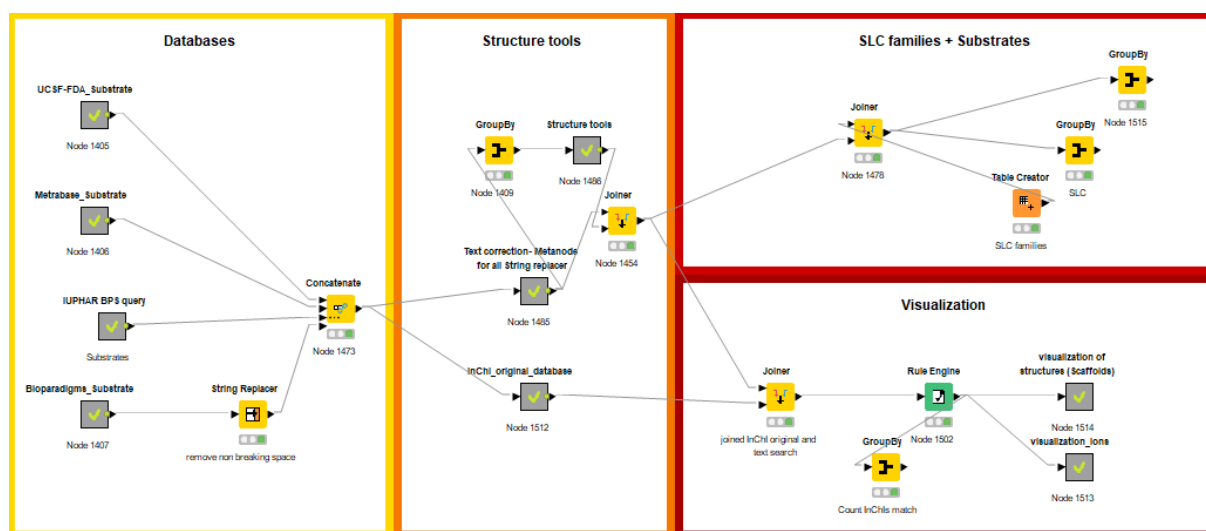 Databases
UCSF-FDA_Substrate
Node 1405
Metrabase_Substrate
Node 1406
IUPHAR BPS query
Substrates
Bioparadigms_Substrate
Node 1407
String Replacer
remove non breaking space
Concatenate
Node 1473
Structure tools
GroupBy
Node 1409
Structure tools
Node 1486
Joiner
Node 1454
Text correction- Metanode
for all String replacer
Node 1485
InChI_original_database
Node 1512
SLC families + Substrates
GroupBy
Node 1515
Joiner
Node 1478
GroupBy
SLC
Table Creator
SLC families
Visualization
Joiner
joined InChI original and
text search
Rule Engine
Node 1502
GroupBy
Count InChIs match
visualization of
structures (Scaffolds)
Node 1514
visualization_ions
Node 1513